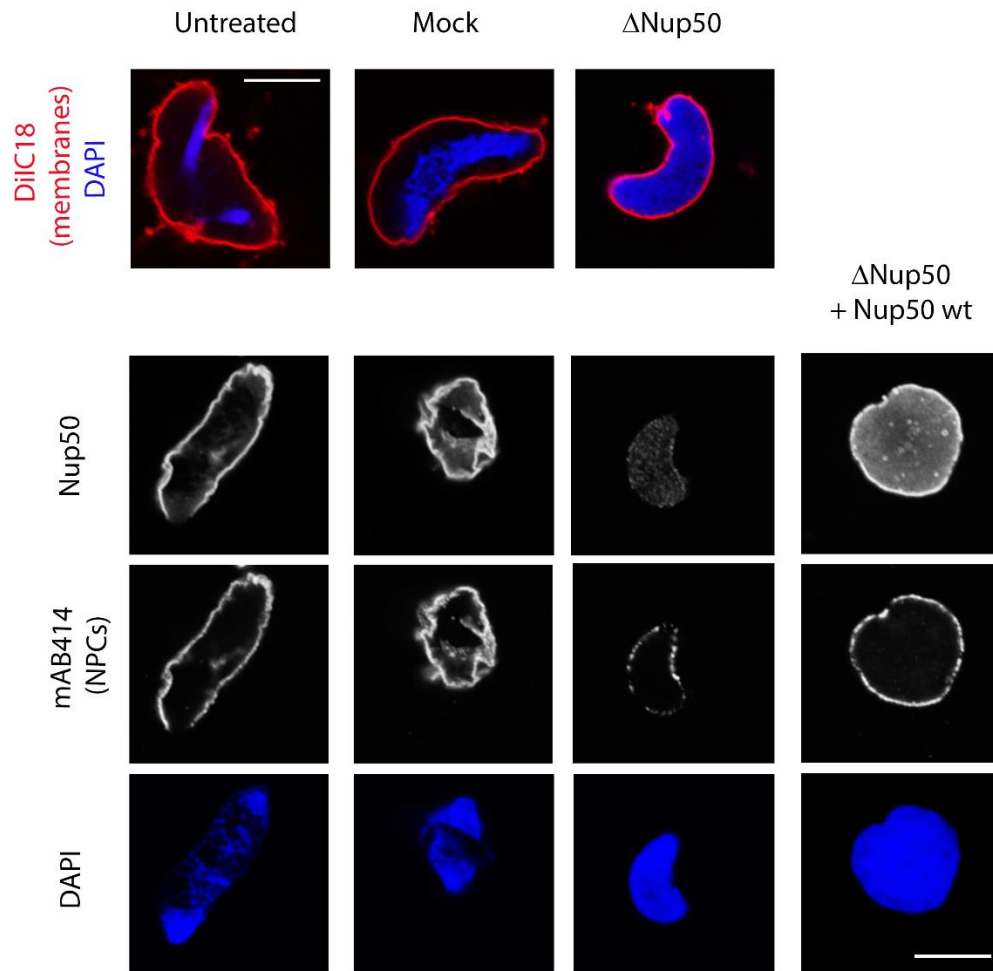 Untreated
Mock
ΔNup50
DiIC18
(membranes)
DAPI
ΔNup50
+ Nup50 wt
Nup50
mAB414
(NPCs)
DAPI